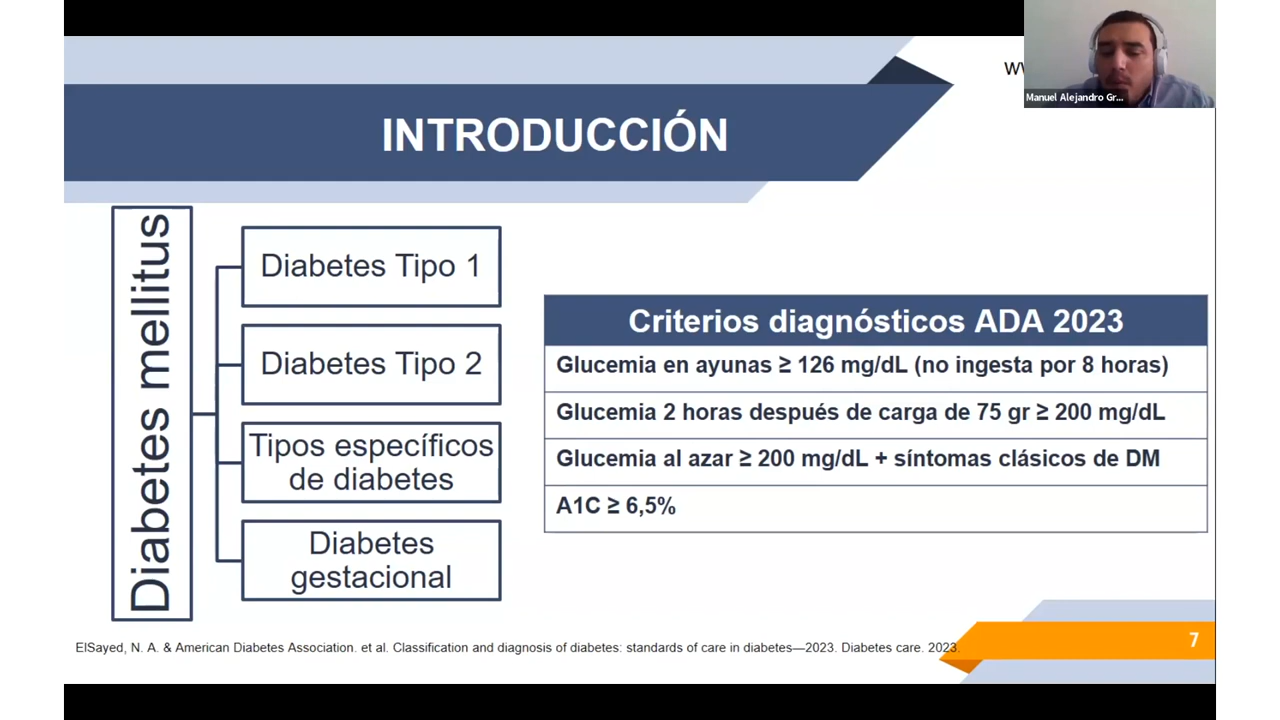 INTRODUCCIÓN
Manuel Alejandro Gr...
Diabetes mellitus
Diabetes Tipo 1
Diabetes Tipo 2
Tipos específicos
de diabetes
Diabetes
gestacional
Criterios diagnósticos ADA 2023
Glucemia en ayunas ≥ 126 mg/dL (no ingesta por 8 horas)
Glucemia 2 horas después de carga de 75 gr ≥ 200 mg/dL
Glucemia al azar ≥ 200 mg/dL + síntomas clásicos de DM
A1C ≥ 6,5%
ElSayed, N. A. & American Diabetes Association. et al. Classification and diagnosis of diabetes: standards of care in diabetes—2023. Diabetes care. 2023.
7